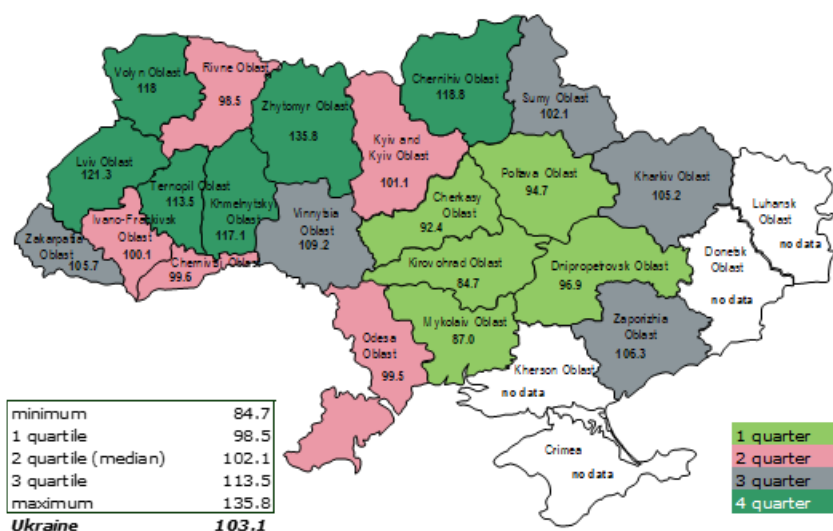 Volyn Oblast
118
Rivne Oblast
98.5
Zhytomyr Oblast
135.8
Chernihiv Oblast
118.8
Sumy Oblast
102.1
Kyiv and
Kyiv Oblast
101.1
Lviv Oblast
121.3
Ternopil Oblast
113.5
Khmelnytskyi
Oblast
117.1
Ivano-Frankivsk
Oblast
100.1
Zakarpattia
Oblast
105.7
Chernivtsi Oblast
99.6
Vinnytsia
Oblast
109.2
Cherkasy
Oblast
92.4
Poltava Oblast
94.7
Kharkiv Oblast
105.2
Luhansk
Oblast
no data
Donetsk
Oblast
no data
Kirovohrad Oblast
84.7
Dnipropetrovsk Oblast
96.9
Zaporizhia
Oblast
106.3
Mykolaiv Oblast
87.0
Odesa
Oblast
99.5
Kherson Oblast
no data
Crimea
no data
minimum 84.7
1 quartile 98.5
2 quartile (median) 102.1
3 quartile 113.5
maximum 135.8
Ukraine 103.1
1 quarter
2 quarter
3 quarter
4 quarter